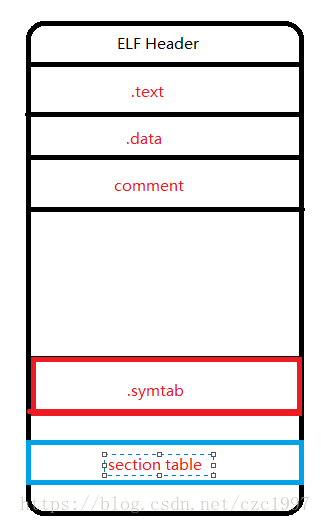 ELF Header
.text
.data
comment
.symtab
section table
https://blog.csdn.net/czc1997